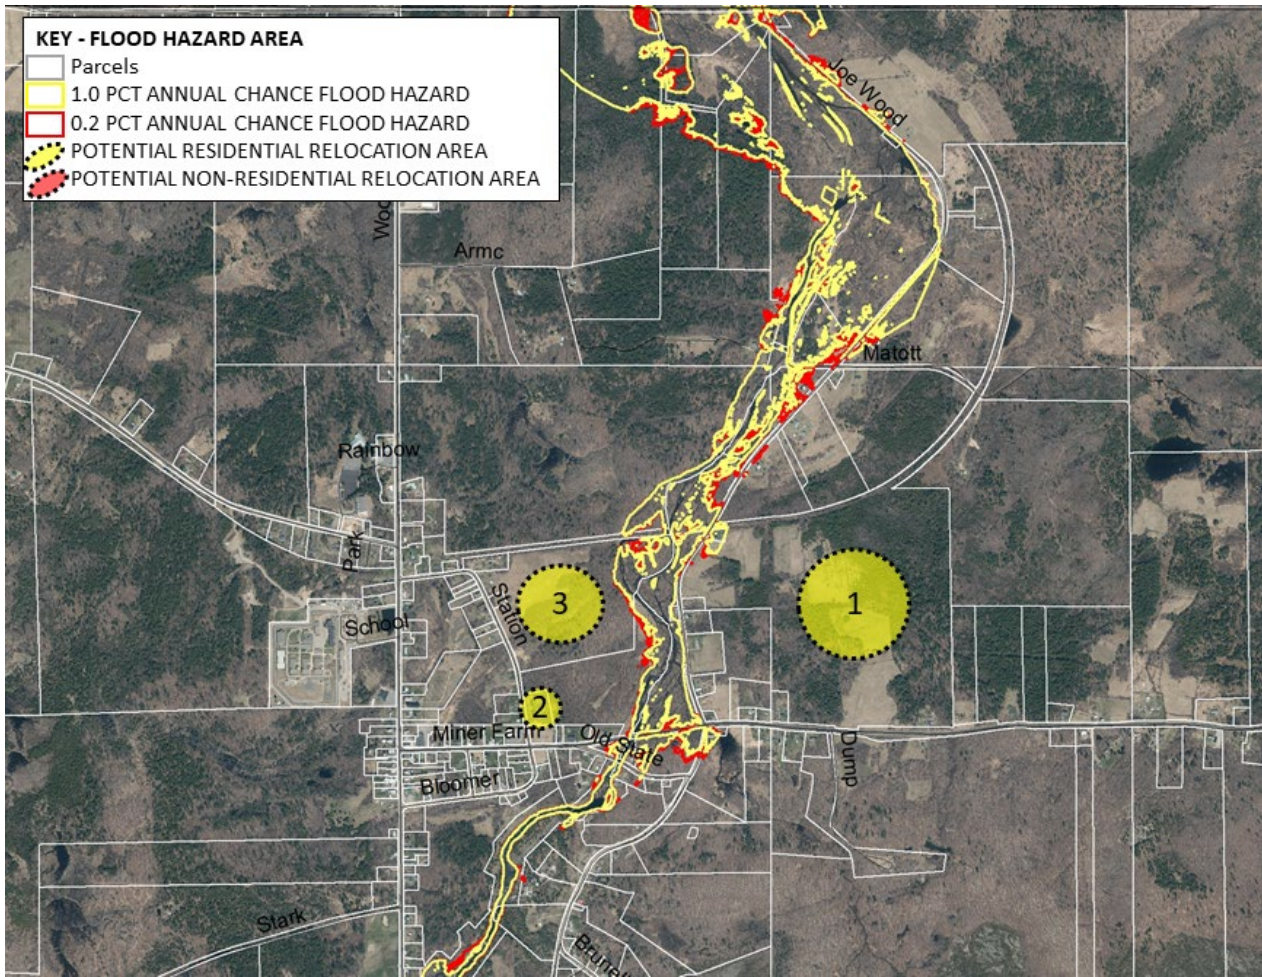 KEY - FLOOD HAZARD AREA
Parcels
1.0 PCT ANNUAL CHANCE FLOOD HAZARD
0.2 PCT ANNUAL CHANCE FLOOD HAZARD
POTENTIAL RESIDENTIAL RELOCATION AREA
POTENTIAL NON-RESIDENTIAL RELOCATION AREA
Joe Wood
Armc
Matott
Rainbow
Park
Station
School
3
1
2
Miner Farm
Old State
Dump
Bloomer
Stark